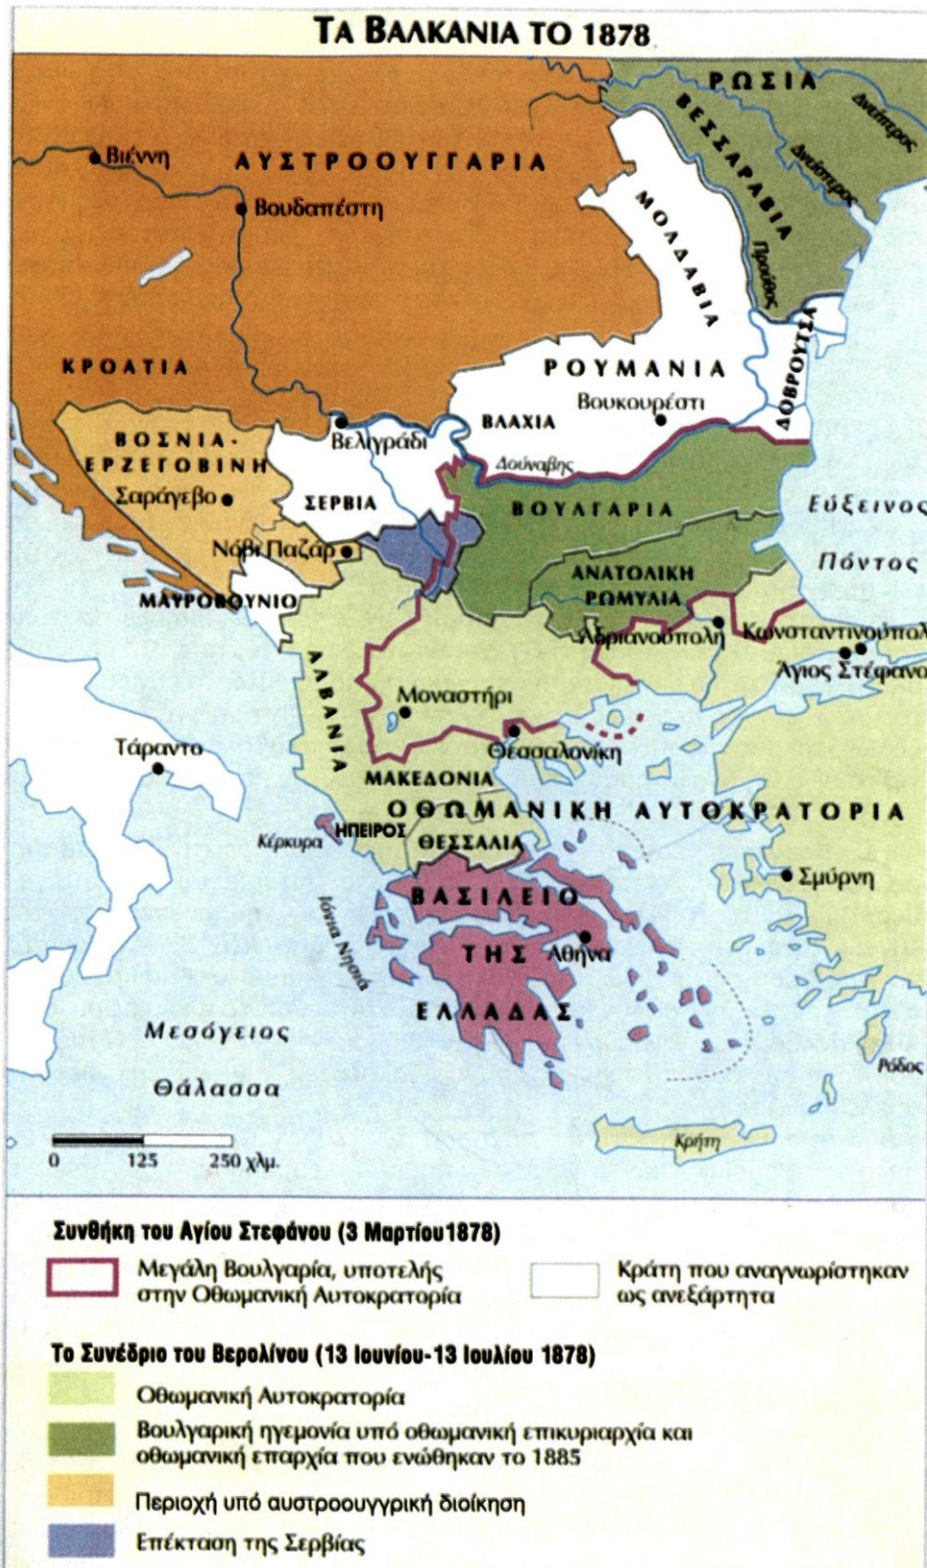 ΤΑ ΒΑΛΚΑΝΙΑ ΤΟ 1878
ΡΩΣΙΑ
Δνείπερος
ΒΕΣΣΑΡΑΒΙΑ
Δνείστερος
Βιέννη
ΑΥΣΤΡΟΟΥΓΓΑΡΙΑ
Βουδαπέστη
ΜΟΛΔΑΒΙΑ
Προύθος
ΚΡΟΑΤΙΑ
ΡΟΥΜΑΝΙΑ
ΔΟΒΡΟΥΤΣΑ
Βουκουρέστι
ΒΛΑΧΙΑ
Βελιγράδι
ΒΟΣΝΙΑ-
ΕΡΖΕΓΟΒΙΝΗ
Δούναβης
Σαράγεβο
ΣΕΡΒΙΑ
ΒΟΥΛΓΑΡΙΑ
Εύξεινος
Πόντος
Νόβι Παζάρ
ΑΝΑΤΟΛΙΚΗ
ΡΩΜΥΛΙΑ
ΜΑΥΡΟΒΟΥΝΙΟ
Αδριανούπολη
Κωνσταντινούπολ
Άγιος Στέφανο
ΑΛΒΑΝΙΑ
Μοναστήρι
Τάραντο
Θεσσαλονίκη
ΜΑΚΕΔΟΝΙΑ
ΟΘΩΜΑΝΙΚΗ ΑΥΤΟΚΡΑΤΟΡΙΑ
Κέρκυρα
ΗΠΕΙΡΟΣ
ΘΕΣΣΑΛΙΑ
Σμύρνη
ΒΑΣΙΛΕΙΟ
ΤΗΣ
ΕΛΛΑΔΑΣ
Αθήνα
Ιόνια Νησιά
Μεσόγειος
Θάλασσα
Ρόδος
Κρήτη
0 125 250 χλμ.
Συνθήκη του Αγίου Στεφάνου (3 Μαρτίου1878)
Μεγάλη Βουλγαρία, υποτελής
στην Οθωμανική Αυτοκρατορία
Κράτη που αναγνωρίστηκαν
ως ανεξάρτητα
Το Συνέδριο του Βερολίνου (13 Ιουνίου-13 Ιουλίου 1878)
Οθωμανική Αυτοκρατορία
Βουλγαρική ηγεμονία υπό οθωμανική επικυριαρχία και
οθωμανική επαρχία που ενώθηκαν το 1885
Περιοχή υπό αυστροουγγρική διοίκηση
Επέκταση της Σερβίας